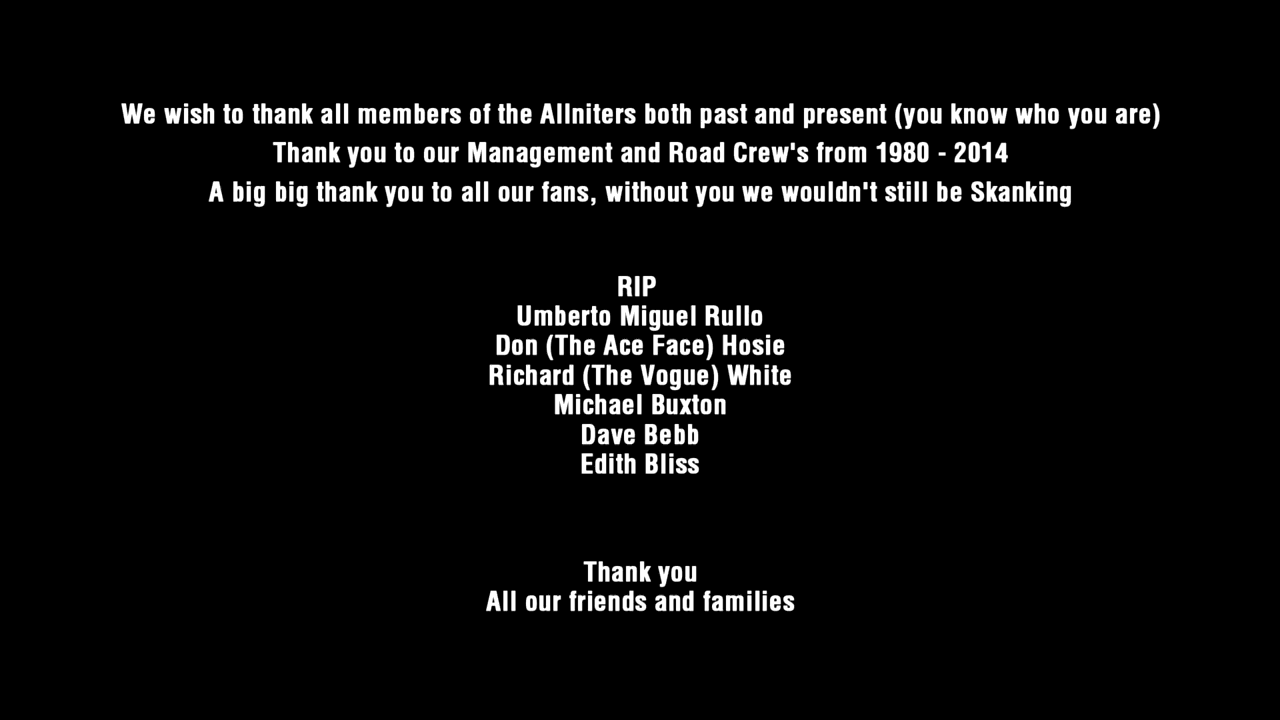 We wish to thank all members of the Allniters both past and present (you know who you are)
Thank you to our Management and Road Crew's from 1980 - 2014
A big big thank you to all our fans, without you we wouldn't still be Skanking
RIP
Umberto Miguel Rullo
Don (The Ace Face) Hosie
Richard (The Vogue) White
Michael Buxton
Dave Bebb
Edith Bliss
Thank you
All our friends and families